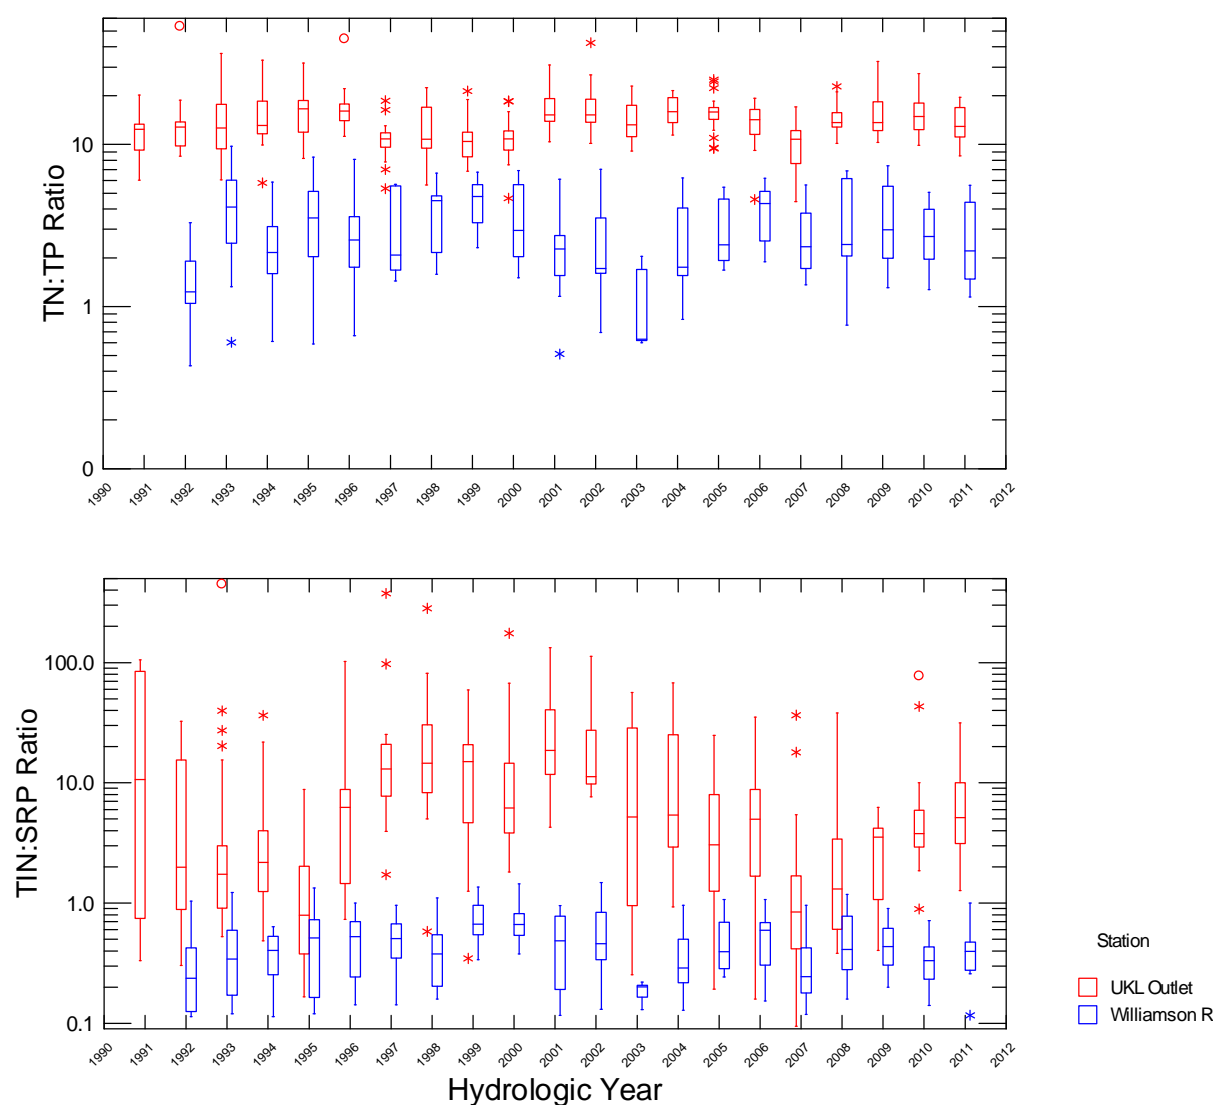 TN:TP Ratio
10
1
0
1990 1991 1992 1993 1994 1995 1996 1997 1998 1999 2000 2001 2002 2003 2004 2005 2006 2007 2008 2009 2010 2011 2012
TIN:SRP Ratio
100.0
10.0
1.0
0.1
1990 1991 1992 1993 1994 1995 1996 1997 1998 1999 2000 2001 2002 2003 2004 2005 2006 2007 2008 2009 2010 2011 2012
Hydrologic Year
Station
UKL Outlet
Williamson R